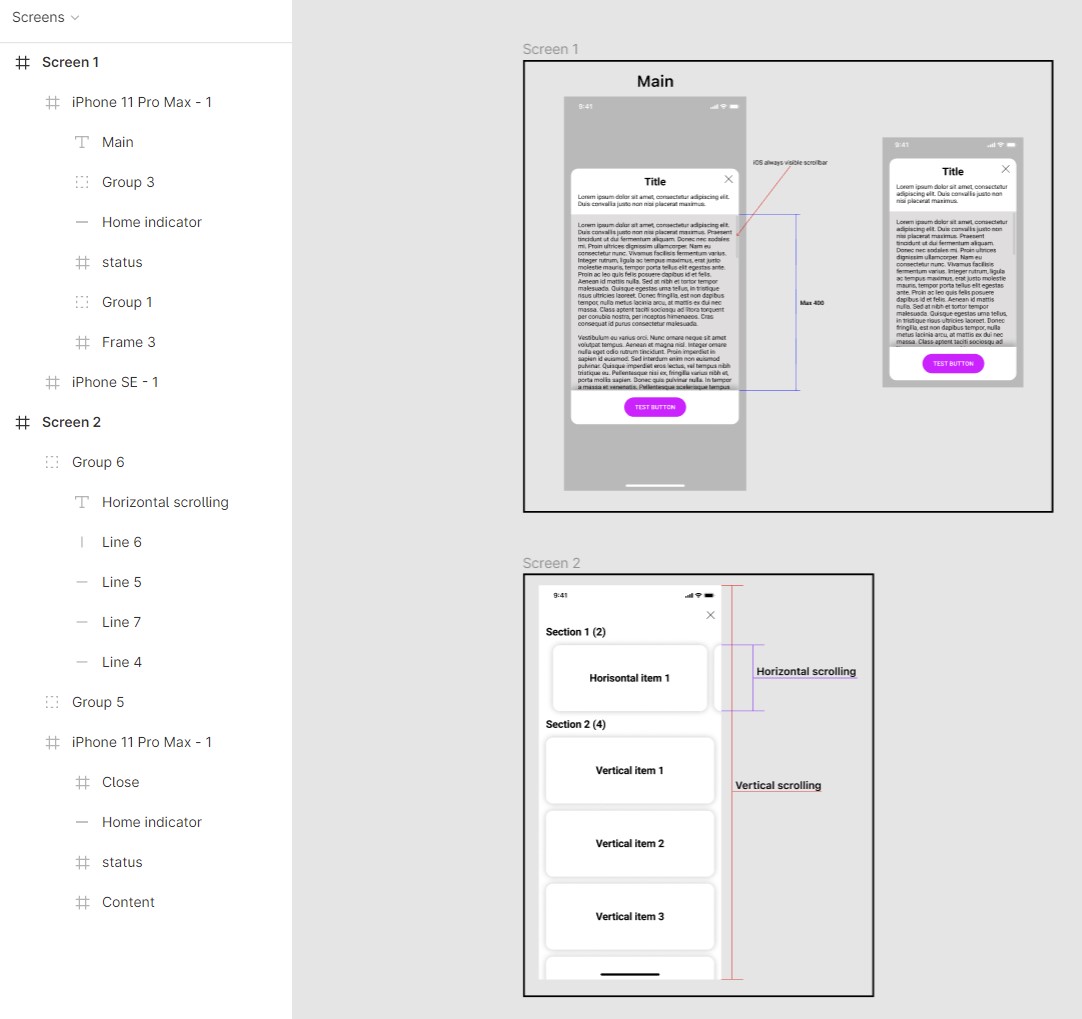 Screens
Screen 1
iPhone 11 Pro Max - 1
Main
Group 3
Home indicator
status
Group 1
Frame 3
iPhone SE - 1
Screen 2
Group 6
Horizontal scrolling
Line 6
Line 5
Line 7
Line 4
Group 5
iPhone 11 Pro Max - 1
Close
Home indicator
status
Content
Screen 1
Main
9:41
Title
Lorem ipsum dolor sit amet, consectetur adipiscing elit.
Duis convallis justo non nisi placerat maximus.
Lorem ipsum dolor sit amet, consectetur adipiscing elit.
Duis convallis justo non nisi placerat maximus. Praesent
tincidunt ut dui fermentum aliquam. Donec nec sodales
mi. Proin ultrices dignissim ullamcorper. Nam eu
consectetur nunc. Vivamus facilisis fermentum varius.
Integer rutrum, ligula ac tempus maximus, erat justo
molestie mauris, tempor porta tellus elit egestas ante.
Proin ac leo quis felis posuere dapibus id et felis.
Aenean id mattis nulla. Sed at nibh et tortor tempor
malesuada. Quisque egestas urna tellus, in tristique
risus ultricies laoreet. Donec fringilla, est non dapibus
tempor, nulla metus lacinia arcu, at mattis enim nisl a
massa. Class aptent taciti sociosqu ad litora torquent
per conubia nostra, per inceptos himenaeos. Cras
consequat id purus consectetur malesuada.
Vestibulum eu varius orci. Nunc ornare neque sit amet
volutpat tempus. Aenean at magna nisl. Integer ornare
nulla eget odio rutrum tincidunt. Proin imperdiet in
sapien id euismod. Sed interdum enim non euismod
euismod. Quisque imperdiet eros lectus, vel tempus nibh
tristique eu. Pellentesque nisi ex, fringilla varius nibh et,
porta mollis sapien. Donec quis pulvinar nulla. In tempor
a massa et venenatis. Pellentesque scelerisque tempus
TEST BUTTON
iOS always visible scrollbar
Max 400
9:41
Title
Lorem ipsum dolor sit amet, consectetur
adipiscing elit. Duis convallis justo non
nisi placerat maximus.
Lorem ipsum dolor sit amet, consectetur
adipiscing elit. Duis convallis justo non nisi
placerat maximus. Praesent
tincidunt ut dui fermentum
aliquam. Donec nec sodales mi. Proin
ultrices dignissim ullamcorper. Nam eu
consectetur nunc. Vivamus facilisis
fermentum varius. Integer rutrum, ligula ac
tempus maximus, erat justo molestie
mauris, tempor porta tellus elit egestas
ante. Proin ac leo quis felis posuere
dapibus id et felis. Aenean id mattis
nulla. Sed at nibh et tortor tempor
malesuada. Quisque egestas urna tellus, in
tristique risus ultricies laoreet. Donec
fringilla, est non dapibus tempor, nulla
massa. Class aptent taciti sociosqu ad
TEST BUTTON
Screen 2
9:41
Section 1 (2)
Horisontal item 1
Horizontal scrolling
Section 2 (4)
Vertical item 1
Vertical scrolling
Vertical item 2
Vertical item 3